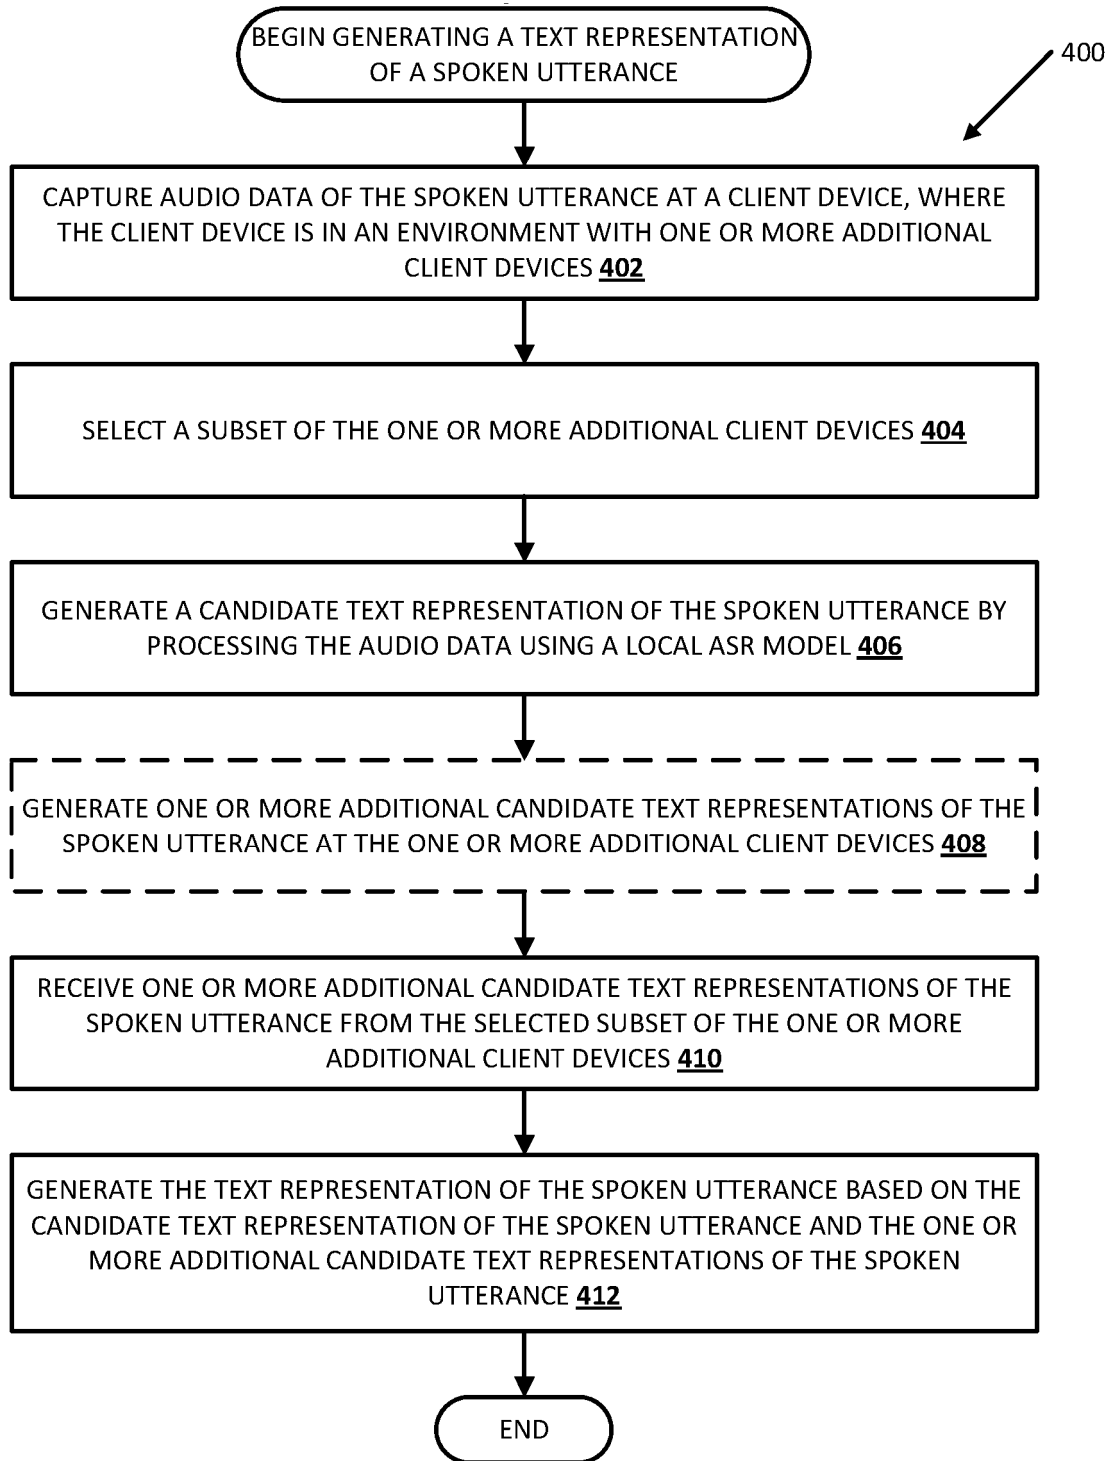 BEGIN GENERATING A TEXT REPRESENTATION
OF A SPOKEN UTTERANCE
400
CAPTURE AUDIO DATA OF THE SPOKEN UTTERANCE AT A CLIENT DEVICE, WHERE
THE CLIENT DEVICE IS IN AN ENVIRONMENT WITH ONE OR MORE ADDITIONAL
CLIENT DEVICES 402
SELECT A SUBSET OF THE ONE OR MORE ADDITIONAL CLIENT DEVICES 404
GENERATE A CANDIDATE TEXT REPRESENTATION OF THE SPOKEN UTTERANCE BY
PROCESSING THE AUDIO DATA USING A LOCAL ASR MODEL 406
GENERATE ONE OR MORE ADDITIONAL CANDIDATE TEXT REPRESENTATIONS OF THE
SPOKEN UTTERANCE AT THE ONE OR MORE ADDITIONAL CLIENT DEVICES 408
RECEIVE ONE OR MORE ADDITIONAL CANDIDATE TEXT REPRESENTATIONS OF THE
SPOKEN UTTERANCE FROM THE SELECTED SUBSET OF THE ONE OR MORE
ADDITIONAL CLIENT DEVICES 410
GENERATE THE TEXT REPRESENTATION OF THE SPOKEN UTTERANCE BASED ON THE
CANDIDATE TEXT REPRESENTATION OF THE SPOKEN UTTERANCE AND THE ONE OR
MORE ADDITIONAL CANDIDATE TEXT REPRESENTATIONS OF THE SPOKEN
UTTERANCE 412
END